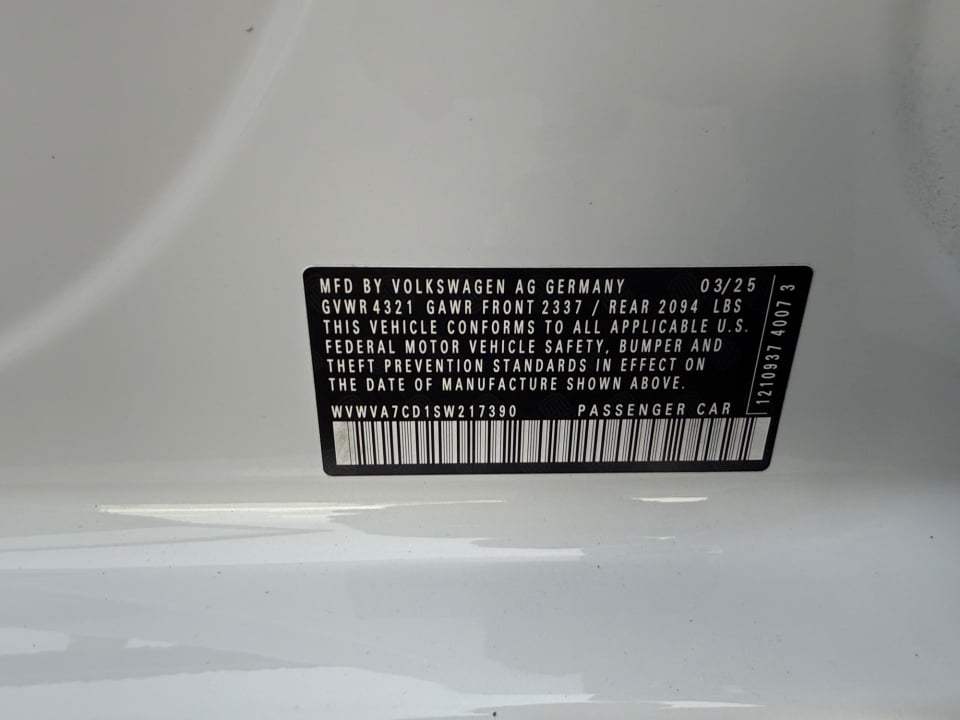 MFD BY VOLKSWAGEN AG GERMANY 03/25
GVWR 4321 GAWR FRONT 2337 / REAR 2094 LBS
THIS VEHICLE CONFORMS TO ALL APPLICABLE U.S.
FEDERAL MOTOR VEHICLE SAFETY, BUMPER AND
THEFT PREVENTION STANDARDS IN EFFECT ON
THE DATE OF MANUFACTURE SHOWN ABOVE.
WVWVA7CD1SW217390 PASSENGER CAR
1210937 4007 3